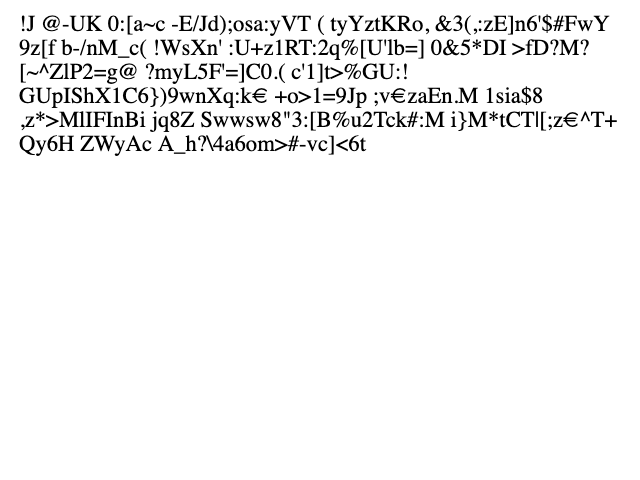 !J @-UK 0:[a~c -E/Jd);osa:yVT ( tyYztKRo, &3(,:zE]n6'$#FwY
9z[f b-/nM_c( !WsXn' :U+z1RT:2q%[U'lb=] 0&5*DI >fD?M?
[~^ZlP2=g@ ?myL5F'=]C0.( c'1]t>%GU:!
GUpIShX1C6})9wnXq:k€ +o>1=9Jp ;v€zaEn.M 1sia$8
,z*>MlIFInBi jq8Z Swwsw8"3:[B%u2Tck#:M i}M*tCT|[;z€^T+
Qy6H ZWyAc A_h?\4a6om>#-vc]<6t